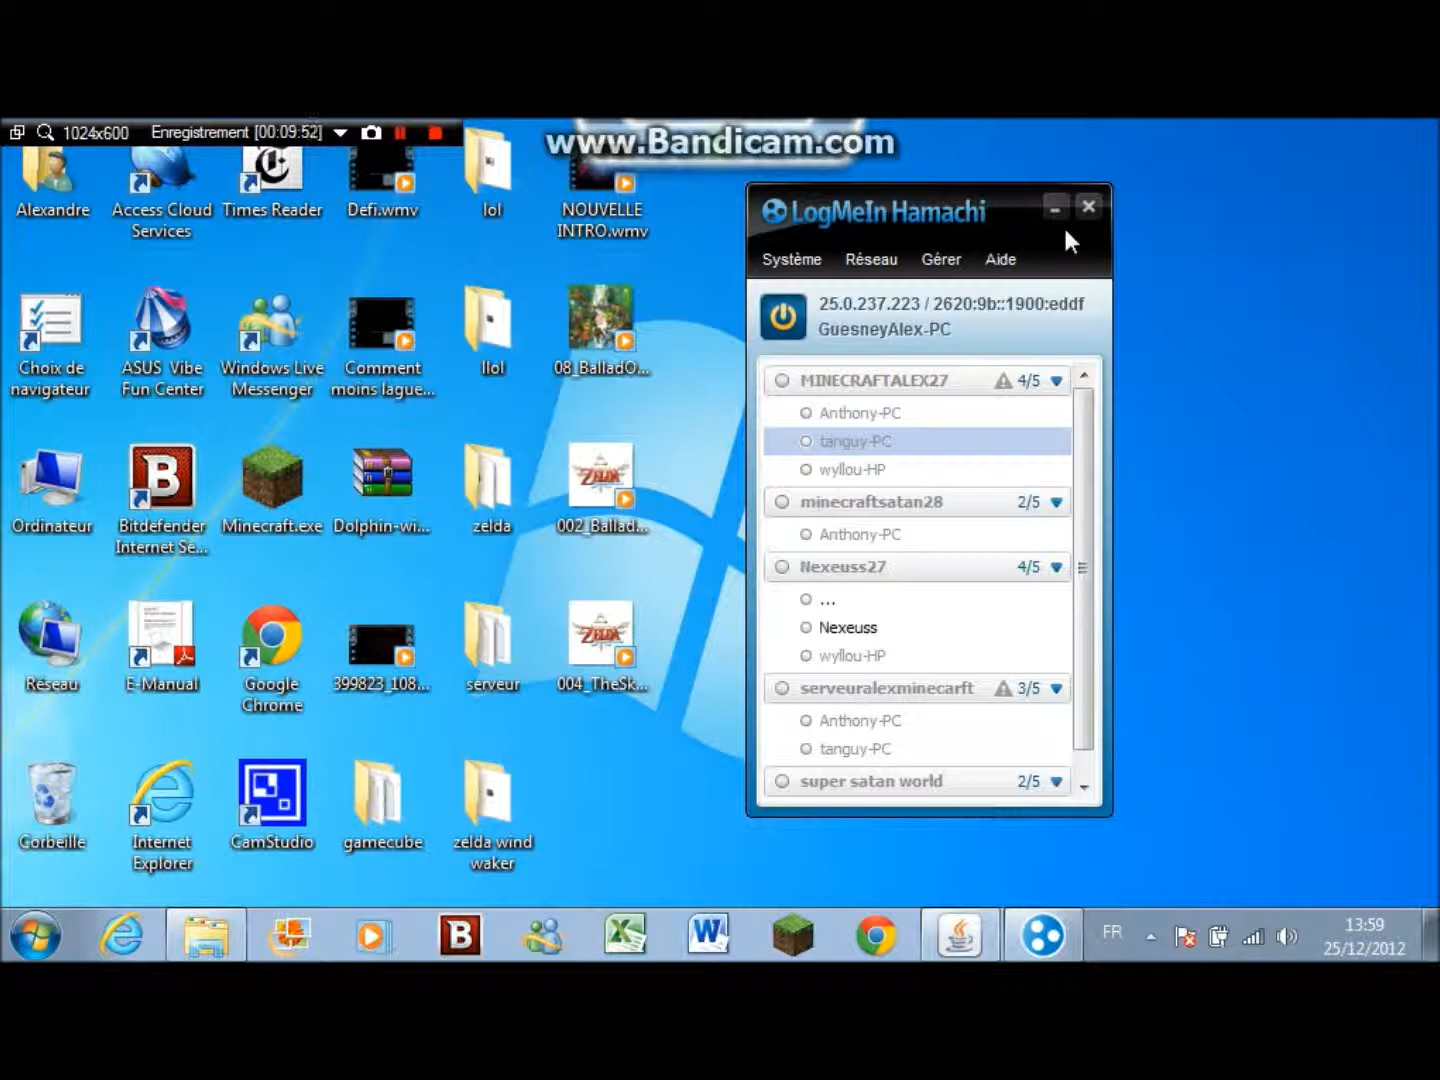 1024x600 Enregistrement [00:09:52]
www.Bandicam.com
Alexandre
Access Cloud Services
Times Reader
Defi.wmv
lol
NOUVELLE INTRO.wmv
Choix de navigateur
ASUS Vibe Fun Center
Windows Live Messenger
Comment moins lague...
llol
08_BalladO...
Ordinateur
Bitdefender Internet Se...
Minecraft.exe
Dolphin-wi...
zelda
002_Ballad...
Réseau
E-Manual
Google Chrome
399823_108...
serveur
004_TheSk...
Corbeille
Internet Explorer
CamStudio
gamecube
zelda wind waker
LogMeIn Hamachi
Système Réseau Gérer Aide
25.0.237.223 / 2620:9b::1900:eddf
GuesneyAlex-PC
MINECRAFTALEX27 4/5
Anthony-PC
tanguy-PC
wyllou-HP
minecraftsatan28 2/5
Anthony-PC
Nexeuss27 4/5
...
Nexeuss
wyllou-HP
serveuralexminecarft 3/5
Anthony-PC
tanguy-PC
super satan world 2/5
FR
13:59
25/12/2012